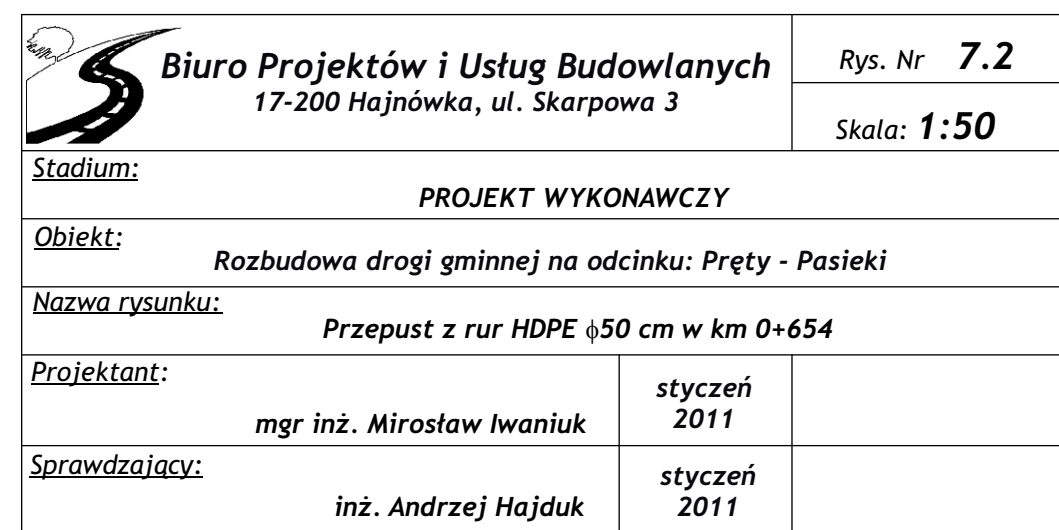 Biuro Projektów i Usług Budowlanych
17-200 Hajnówka, ul. Skarpowa 3
Rys. Nr 7.2
Skala: 1:50
Stadium:
PROJEKT WYKONAWCZY
Obiekt:
Rozbudowa drogi gminnej na odcinku: Pręty - Pasieki
Nazwa rysunku:
Przepust z rur HDPE ϕ50 cm w km 0+654
Projektant:
mgr inż. Mirosław Iwaniuk
styczeń
2011
Sprawdzający:
inż. Andrzej Hajduk
styczeń
2011